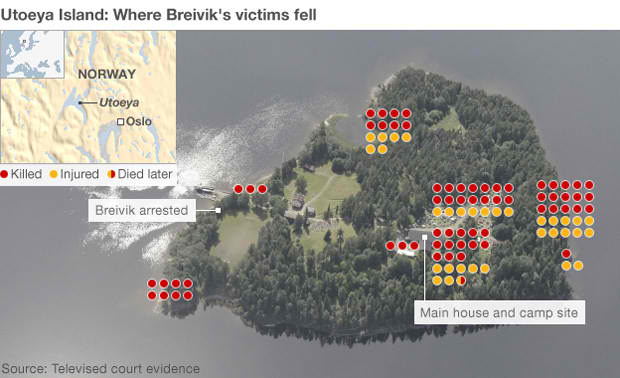 Utoeya Island: Where Breivik's victims fell
NORWAY
Utoeya
Oslo
Killed Injured Died later
Breivik arrested
Main house and camp site
Source: Televised court evidence